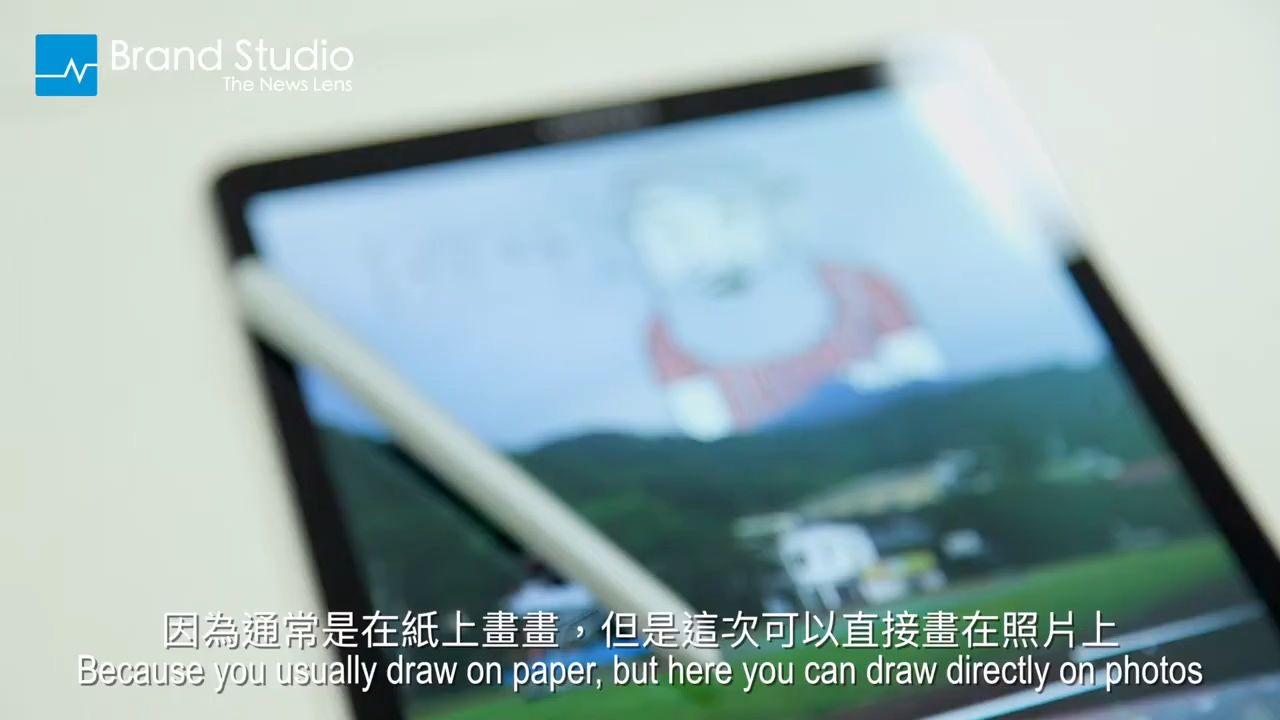 Brand Studio
The News Lens
因為通常是在紙上畫畫，但是這次可以直接畫在照片上
Because you usually draw on paper, but here you can draw directly on photos